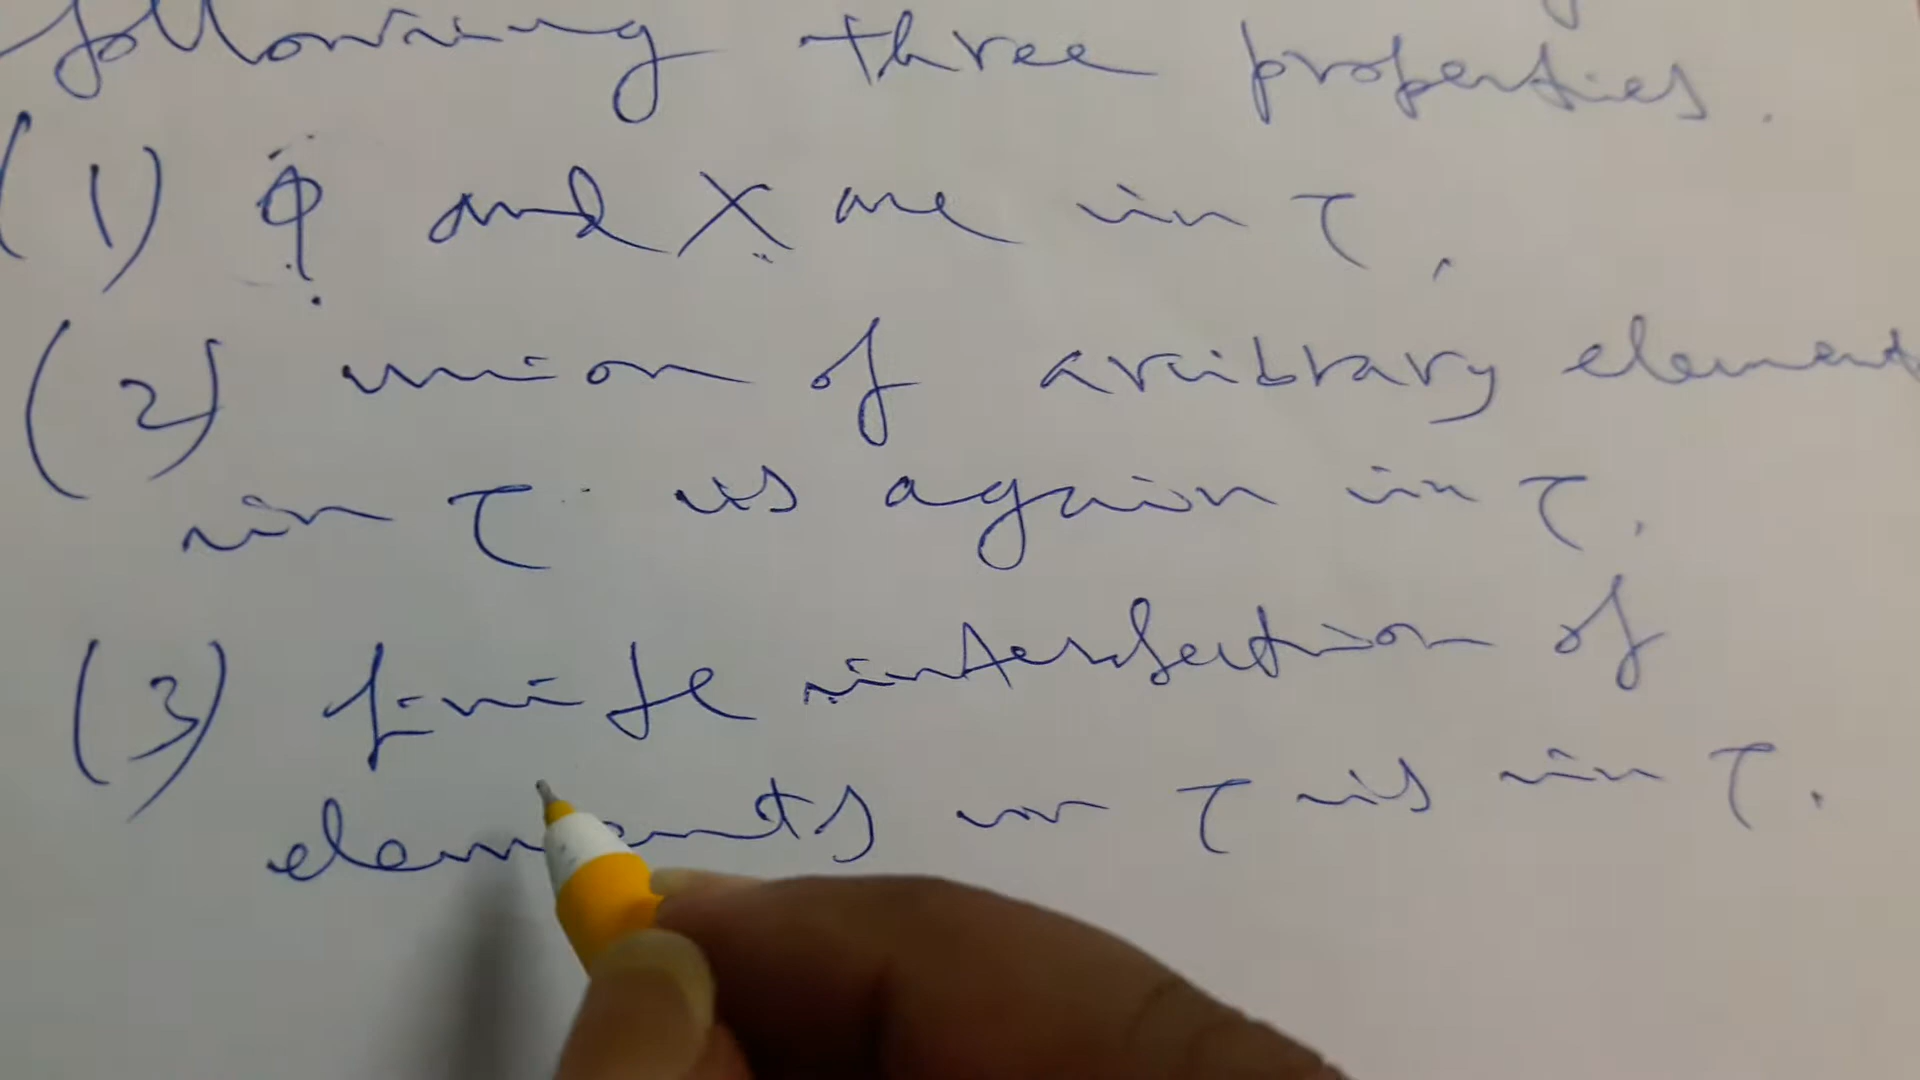 following three properties.
(1) φ and X are in τ.
(2) union of arbitrary element
in τ is again in τ.
(3) finite intersection of
elements in τ is in τ.